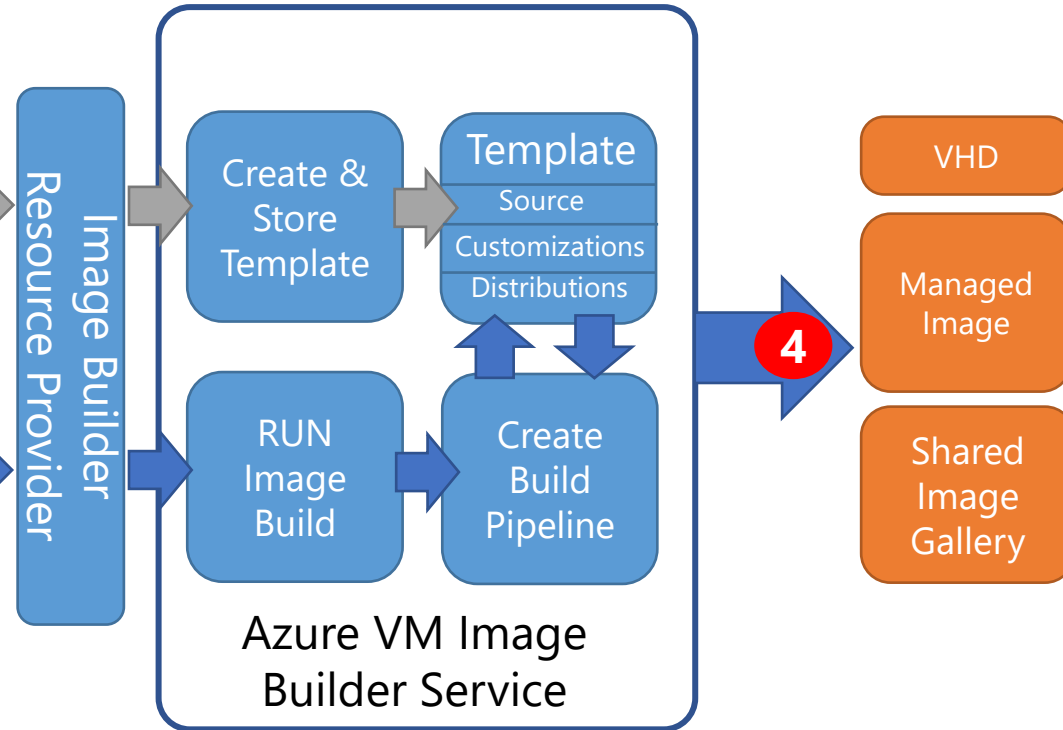 Image Builder
Resource Provider
Create &
Store
Template
Template
Source
Customizations
Distributions
RUN
Image
Build
Create
Build
Pipeline
Azure VM Image
Builder Service
4
VHD
Managed
Image
Shared
Image
Gallery